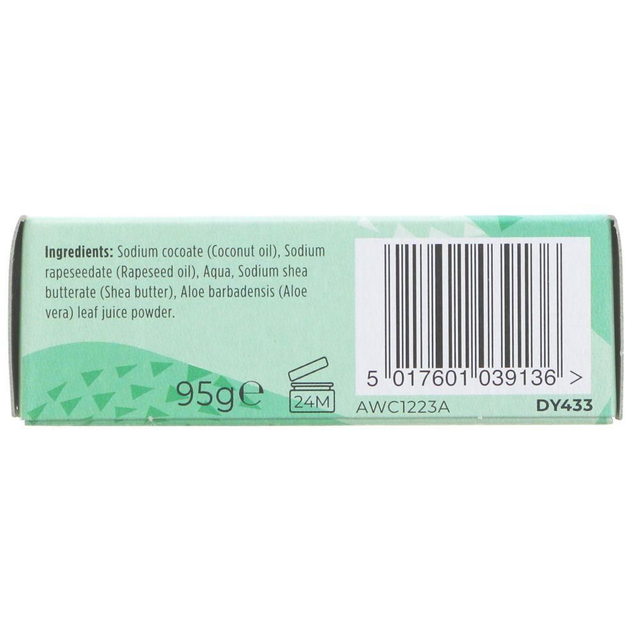 Ingredients: Sodium cocoate (Coconut oil), Sodium
rapeseedate (Rapeseed oil), Aqua, Sodium shea
butterate (Shea butter), Aloe barbadensis (Aloe
vera) leaf juice powder.
95g℮
24M
5 017601 039136 >
AWC1223A
DY433